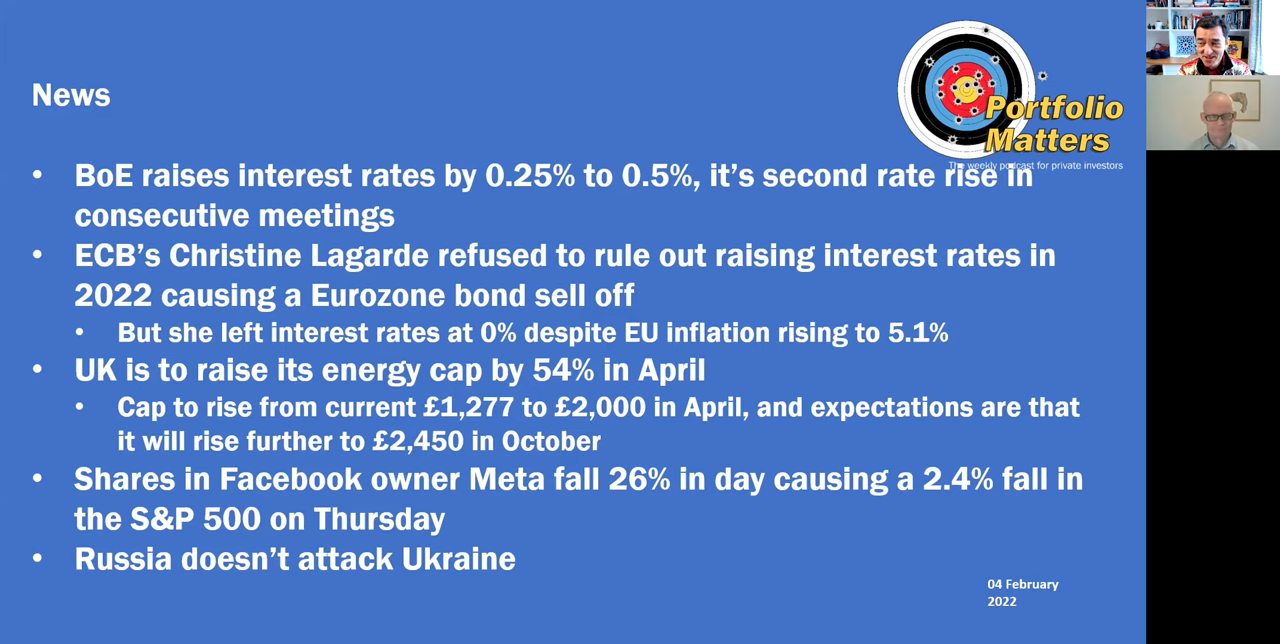 News
Portfolio
Matters
The weekly podcast for private investors
• BoE raises interest rates by 0.25% to 0.5%, it’s second rate rise in
consecutive meetings
• ECB’s Christine Lagarde refused to rule out raising interest rates in
2022 causing a Eurozone bond sell off
• But she left interest rates at 0% despite EU inflation rising to 5.1%
• UK is to raise its energy cap by 54% in April
• Cap to rise from current £1,277 to £2,000 in April, and expectations are that
it will rise further to £2,450 in October
• Shares in Facebook owner Meta fall 26% in day causing a 2.4% fall in
the S&P 500 on Thursday
• Russia doesn’t attack Ukraine
04 February
2022